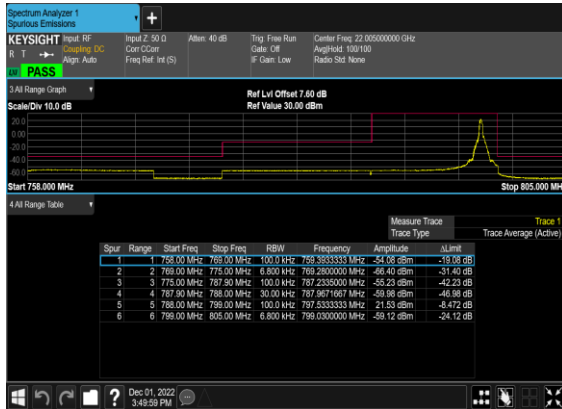 Spectrum Analyzer 1
Spurious Emissions
+
KEYSIGHT Input: RF Input Z: 50 Ω Atten: 40 dB Trig: Free Run Center Freq: 22.005000000 GHz
R T Coupling: DC Corr CCorr Gate: Off Avg|Hold: 100/100
Align: Auto Freq Ref: Int (S) IF Gain: Low Radio Std: None
PASS
3 All Range Graph
Ref Lvl Offset 7.60 dB
Scale/Div 10.0 dB Ref Value 30.00 dBm
20.0
0.00
-20.0
-40.0
-60.0
Start 758.000 MHz Stop 805.000 MH
4 All Range Table
Measure Trace Trace 1
Trace Type Trace Average (Active)
Spur Range Start Freq Stop Freq RBW Frequency Amplitude ΔLimit
1 1 758.00 MHz 769.00 MHz 100.0 kHz 759.3933333 MHz -54.08 dBm -19.08 dB
2 2 769.00 MHz 775.00 MHz 6.800 kHz 769.2800000 MHz -66.40 dBm -31.40 dB
3 3 775.00 MHz 787.90 MHz 100.0 kHz 787.2335000 MHz -55.23 dBm -42.23 dB
4 4 787.90 MHz 788.00 MHz 30.00 kHz 787.9671667 MHz -59.98 dBm -46.98 dB
5 5 788.00 MHz 799.00 MHz 100.0 kHz 797.5333333 MHz 21.53 dBm -8.472 dB
6 6 799.00 MHz 805.00 MHz 6.800 kHz 799.0300000 MHz -59.12 dBm -24.12 dB
? Dec 01, 2022
3:49:59 PM